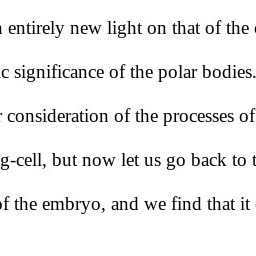 entirely new light on that of the
significance of the polar bodies.
consideration of the processes of
g-cell, but now let us go back to
of the embryo, and we find that it